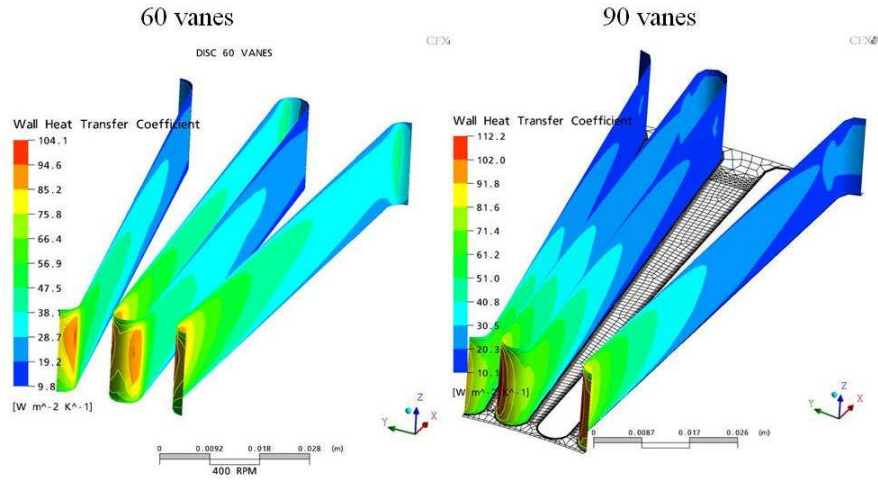 60 vanes
90 vanes
DISC 60 VANES
CFX
Wall Heat Transfer Coefficient
104.1
94.6
85.2
75.8
66.4
56.9
47.5
38.1
28.7
19.2
9.8
[W m^-2 K^-1]
Z
Y
X
0
0.0092
0.018
0.028
(m)
400 RPM
CFX
Wall Heat Transfer Coefficient
112.2
102.0
91.8
81.6
71.4
61.2
51.0
40.8
30.5
20.3
10.1
[W m^-2 K^-1]
Z
Y
X
0
0.0087
0.017
0.026
(m)